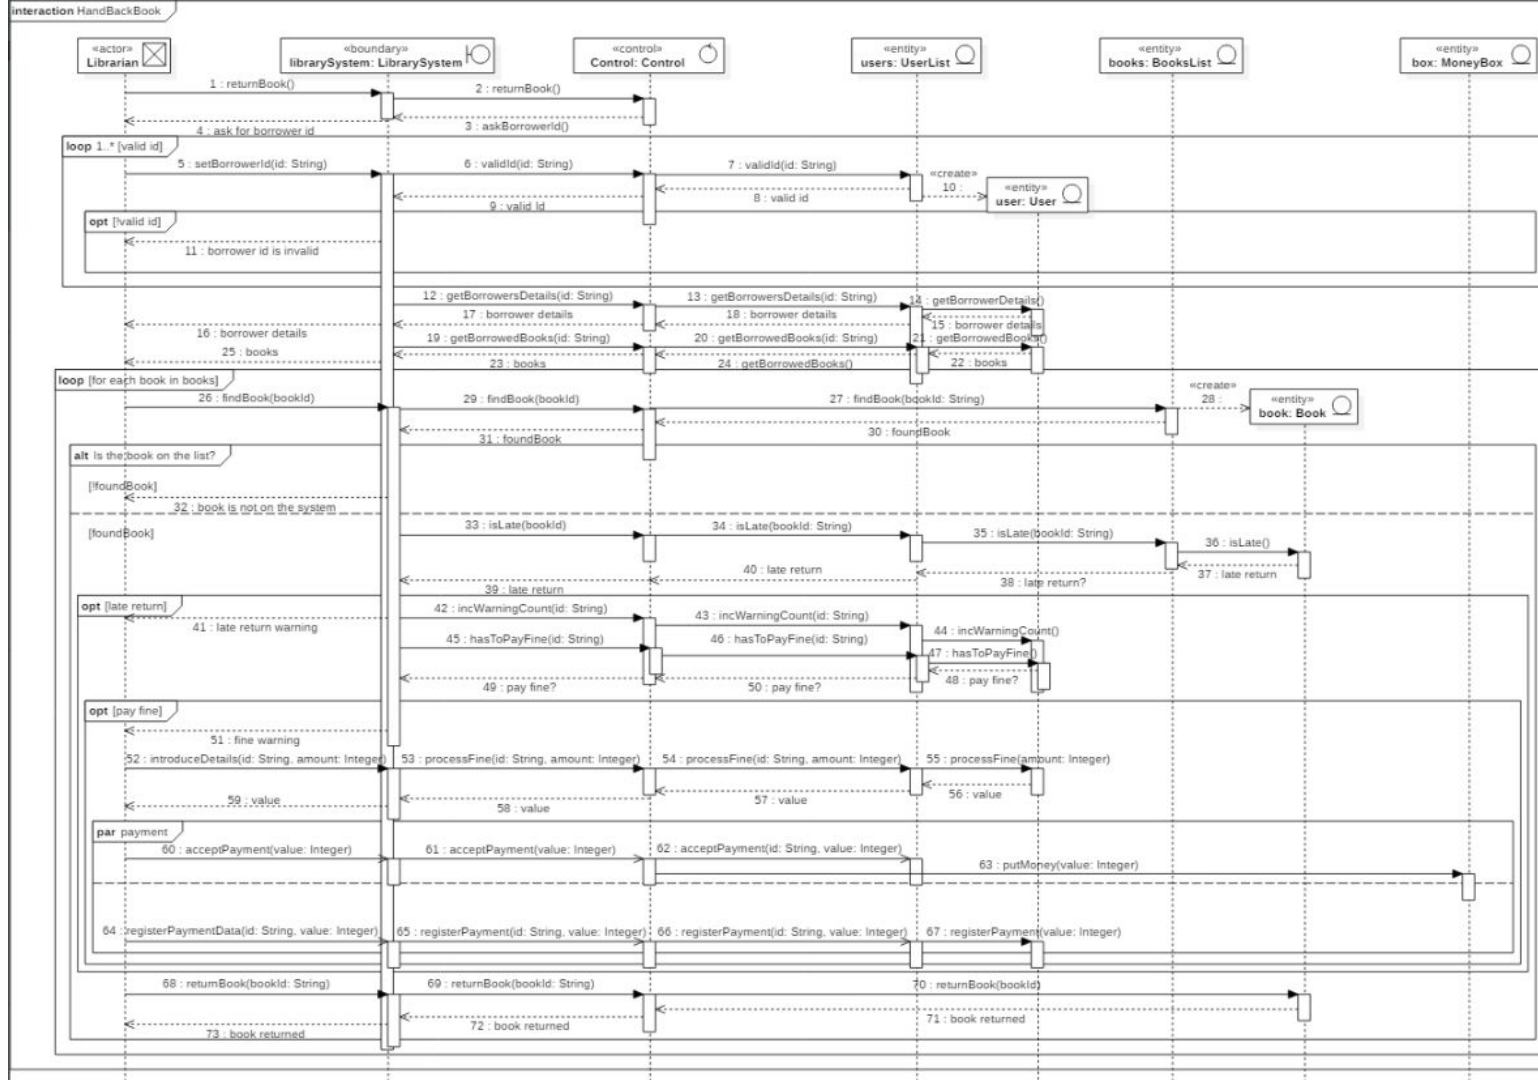 interaction HandBackBook
«actor»
Librarian
«boundary»
librarySystem: LibrarySystem
«control»
Control: Control
«entity»
users: UserList
«entity»
books: BooksList
«entity»
box: MoneyBox
1 : returnBook()
2 : returnBook()
3 : askBorrowerId()
4 : ask for borrower id
loop 1..* [valid id]
5 : setBorrowerId(id: String)
6 : validId(id: String)
7 : validId(id: String)
8 : valid id
9 : valid Id
«create»
10 :
«entity»
user: User
opt [!valid id]
11 : borrower id is invalid
12 : getBorrowersDetails(id: String)
13 : getBorrowersDetails(id: String)
14 : getBorrowerDetails()
15 : borrower details
16 : borrower details
17 : borrower details
18 : borrower details
19 : getBorrowedBooks(id: String)
20 : getBorrowedBooks(id: String)
21 : getBorrowedBooks()
22 : books
23 : books
24 : getBorrowedBooks()
25 : books
loop [for each book in books]
26 : findBook(bookId)
29 : findBook(bookId)
27 : findBook(bookId: String)
«create»
28 :
«entity»
book: Book
30 : foundBook
31 : foundBook
alt Is the book on the list?
[!foundBook]
32 : book is not on the system
[foundBook]
33 : isLate(bookId)
34 : isLate(bookId: String)
35 : isLate(bookId: String)
36 : isLate()
37 : late return
38 : late return?
40 : late return
39 : late return
opt [late return]
41 : late return warning
42 : incWarningCount(id: String)
43 : incWarningCount(id: String)
44 : incWarningCount()
45 : hasToPayFine(id: String)
46 : hasToPayFine(id: String)
47 : hasToPayFine()
48 : pay fine?
49 : pay fine?
50 : pay fine?
opt [pay fine]
51 : fine warning
52 : introduceDetails(id: String, amount: Integer)
53 : processFine(id: String, amount: Integer)
54 : processFine(id: String, amount: Integer)
55 : processFine(amount: Integer)
56 : value
57 : value
58 : value
59 : value
par payment
60 : acceptPayment(value: Integer)
61 : acceptPayment(value: Integer)
62 : acceptPayment(id: String, value: Integer)
63 : putMoney(value: Integer)
64 : registerPaymentData(id: String, value: Integer)
65 : registerPayment(id: String, value: Integer)
66 : registerPayment(id: String, value: Integer)
67 : registerPayment(value: Integer)
68 : returnBook(bookId: String)
69 : returnBook(bookId: String)
70 : returnBook(bookId)
71 : book returned
72 : book returned
73 : book returned